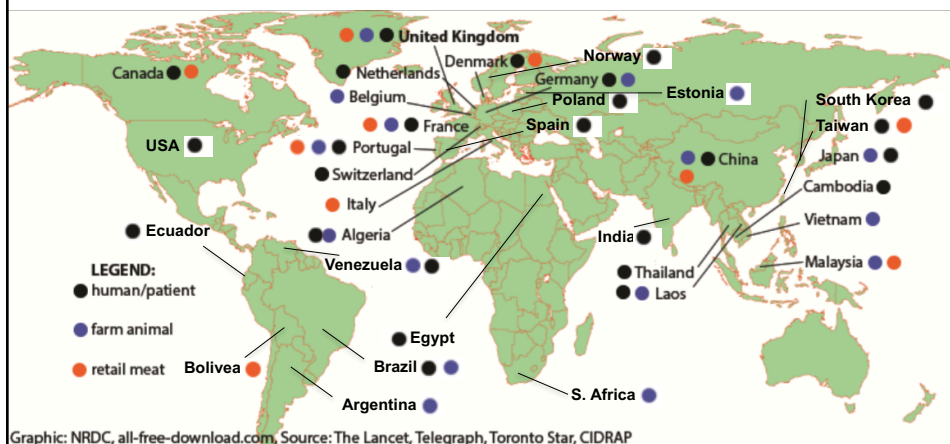 United Kingdom
Norway
Denmark
Canada
Netherlands
Germany
Belgium
Estonia
Poland
South Korea
France
Spain
Taiwan
USA
Portugal
China
Japan
Switzerland
Cambodia
Italy
Vietnam
Ecuador
Algeria
India
Venezuela
Malaysia
LEGEND:
Thailand
human/patient
Laos
farm animal
Egypt
retail meat
Bolivea
Brazil
S. Africa
Argentina
Graphic: NRDC, all-free-download.com, Source: The Lancet, Telegraph, Toronto Star, CIDRAP